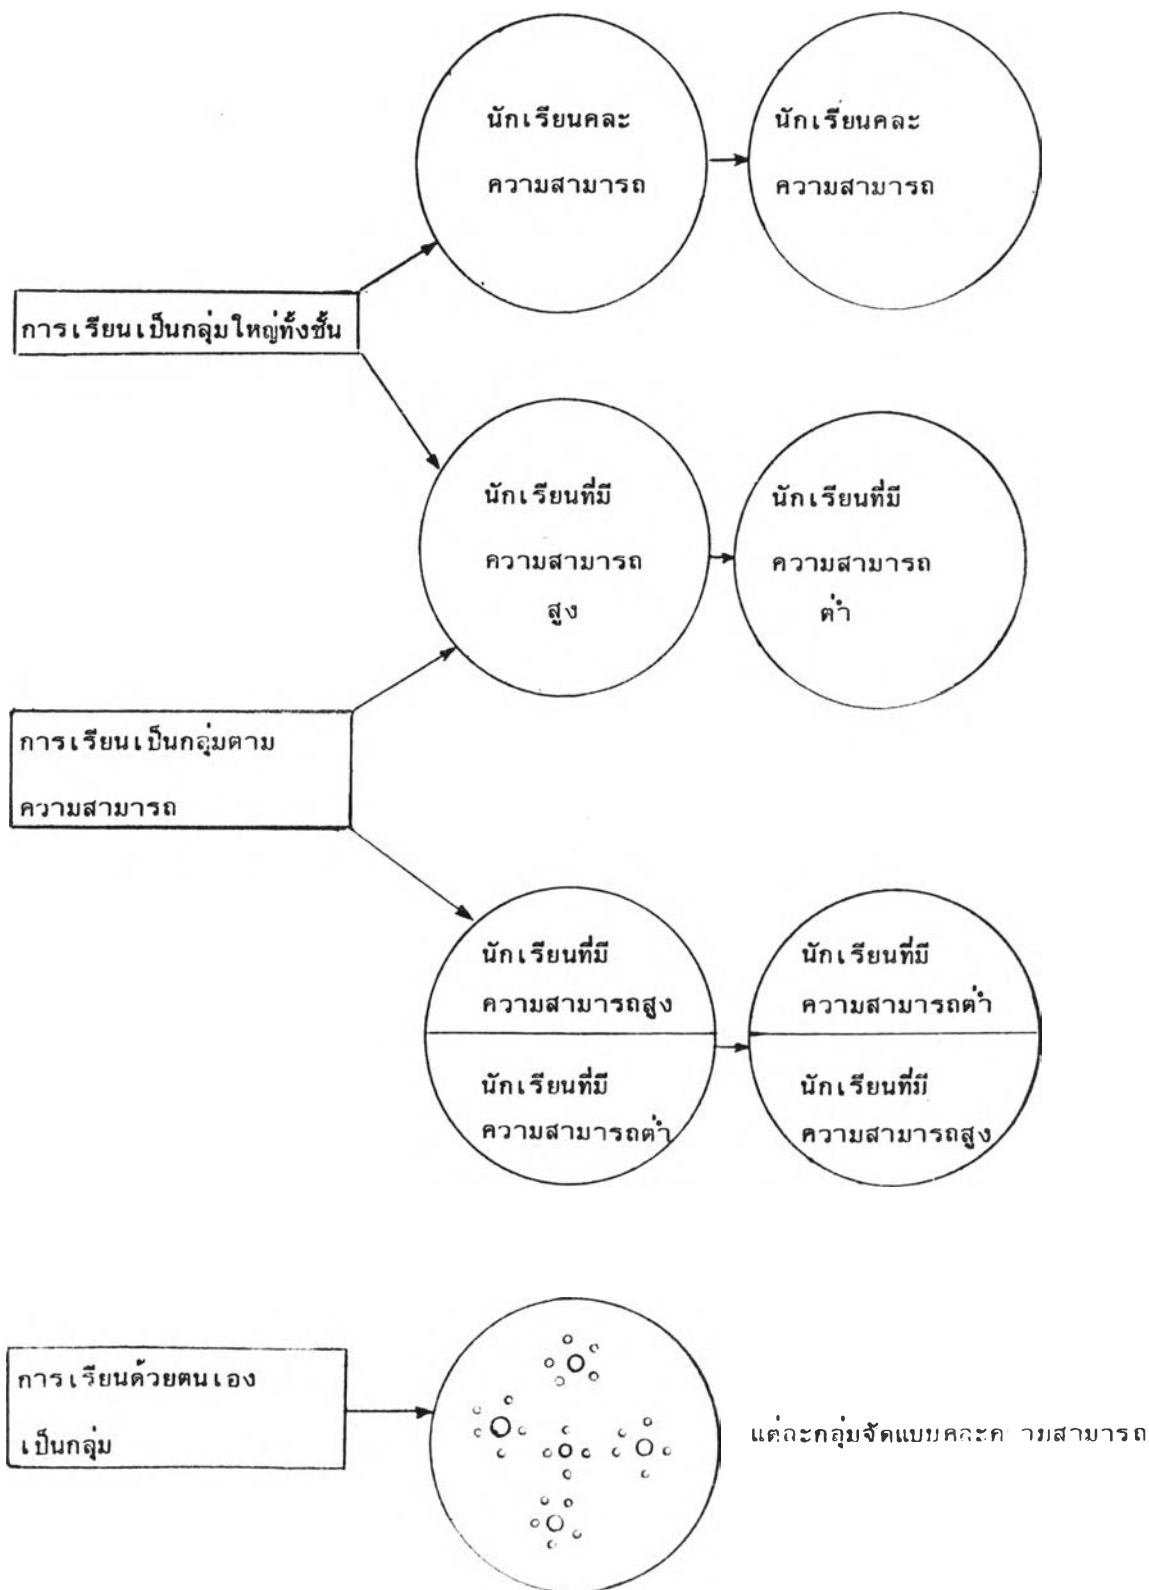 นักเรียนคละ
ความสามารถ
นักเรียนคละ
ความสามารถ
การเรียนเป็นกลุ่มใหญ่ทั้งชั้น
นักเรียนที่มี
ความสามารถ
สูง
นักเรียนที่มี
ความสามารถ
ต่ำ
การเรียนเป็นกลุ่มตาม
ความสามารถ
นักเรียนที่มี
ความสามารถสูง
นักเรียนที่มี
ความสามารถต่ำ
นักเรียนที่มี
ความสามารถต่ำ
นักเรียนที่มี
ความสามารถสูง
การเรียนด้วยตนเอง
เป็นกลุ่ม
แต่ละกลุ่มจัดแบบคละความสามารถ